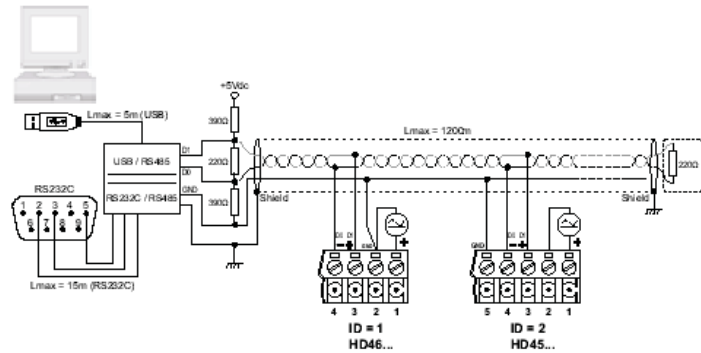 +5Vdc
Lmax = 5m (USB)
390Ω
Lmax = 1200m
USB / RS485
D1
220Ω
D0
220Ω
RS232C
RS232C / RS485
GND
390Ω
Shield
Shield
1 2 3 4 5
6 7 8 9
Lmax = 15m (RS232C)
D0 D1 GND
− + +
GND D0 D1
− + +
4 3 2 1
5 4 3 2 1
ID = 1
HD46...
ID = 2
HD45...